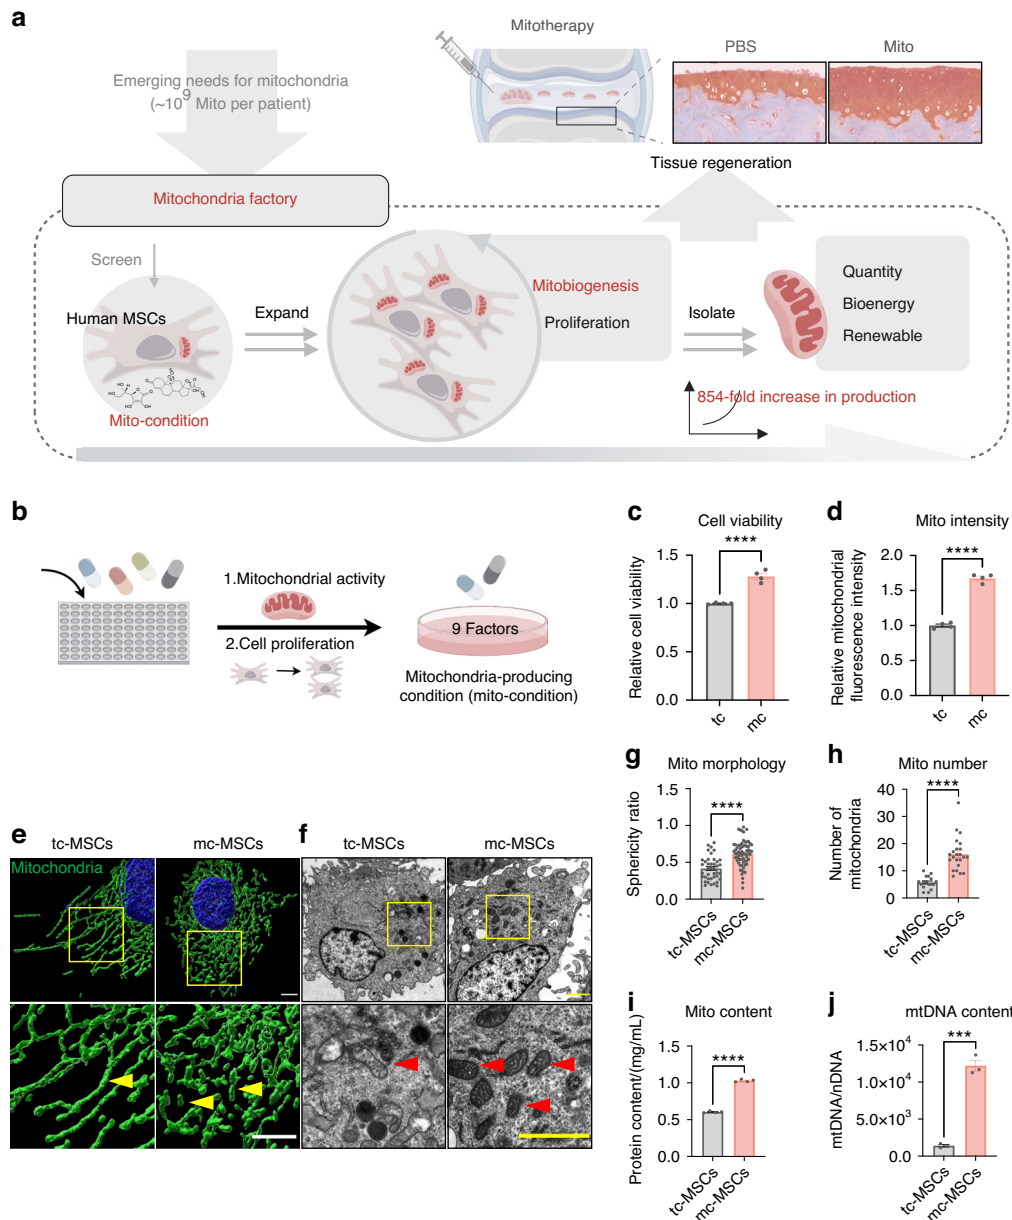 a
Mitotherapy
PBS
Mito
Emerging needs for mitochondria
(~10^9 Mito per patient)
Tissue regeneration
Mitochondria factory
Screen
Human MSCs
Mito-condition
Expand
Mitobiogenesis
Proliferation
Isolate
Quantity
Bioenergy
Renewable
854-fold increase in production
b
1.Mitochondrial activity
2.Cell proliferation
9 Factors
Mitochondria-producing
condition (mito-condition)
c
Cell viability
****
Relative cell viability
1.5
1.0
0.5
0.0
tc
mc
d
Mito intensity
****
Relative mitochondrial
fluorescence intensity
2.0
1.5
1.0
0.5
0.0
tc
mc
e
tc-MSCs
mc-MSCs
Mitochondria
f
tc-MSCs
mc-MSCs
g
Mito morphology
****
Sphericity ratio
1.5
1.0
0.5
0.0
tc-MSCs
mc-MSCs
h
Mito number
****
Number of
mitochondria
40
30
20
10
0
tc-MSCs
mc-MSCs
i
Mito content
****
Protein content/(mg/mL)
1.5
1.0
0.5
0.0
tc-MSCs
mc-MSCs
j
mtDNA content
***
mtDNA/nDNA
1.5×10^4
1.0×10^4
5.0×10^3
0.0
tc-MSCs
mc-MSCs